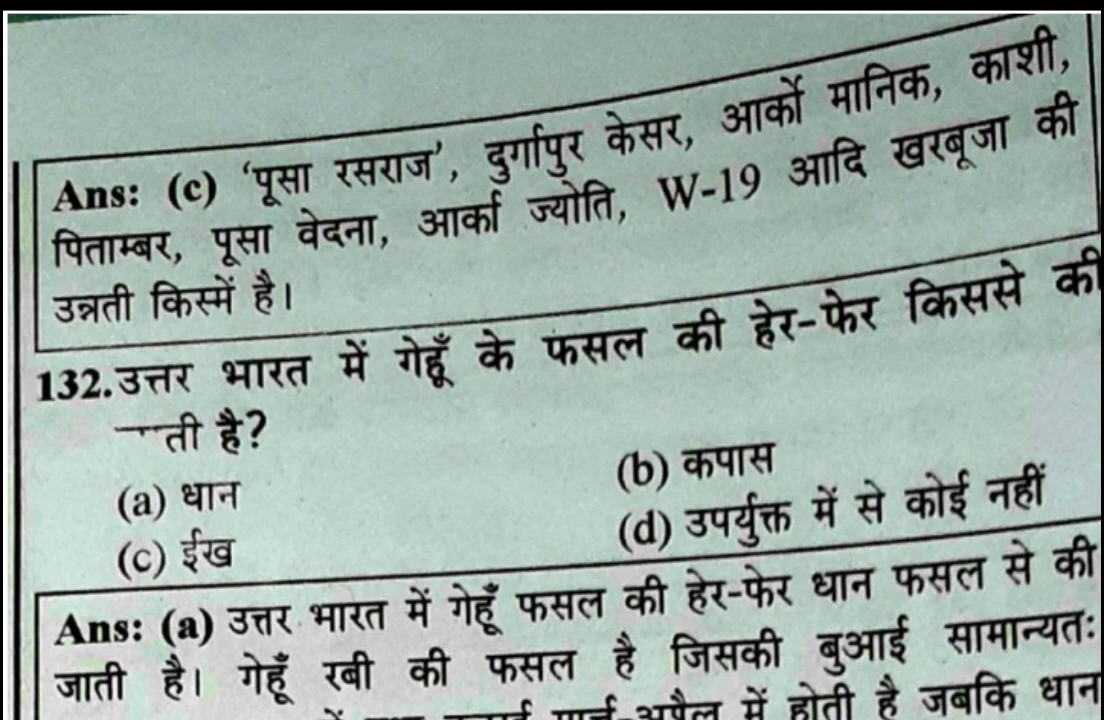 Ans: (c) ‘पूसा रसराज’, दुर्गापुर केसर, आर्को मानिक, काशी,
पिताम्बर, पूसा वेदना, आर्का ज्योति, W-19 आदि खरबूजा की
उन्नती किस्में है।
132.उत्तर भारत में गेहूँ के फसल की हेर-फेर किससे की
ती है?
(a) धान
(b) कपास
(c) ईख
(d) उपर्युक्त में से कोई नहीं
Ans: (a) उत्तर भारत में गेहूँ फसल की हेर-फेर धान फसल से की
जाती है। गेहूँ रबी की फसल है जिसकी बुआई सामान्यतः
मार्च-अप्रैल में होती है जबकि धान